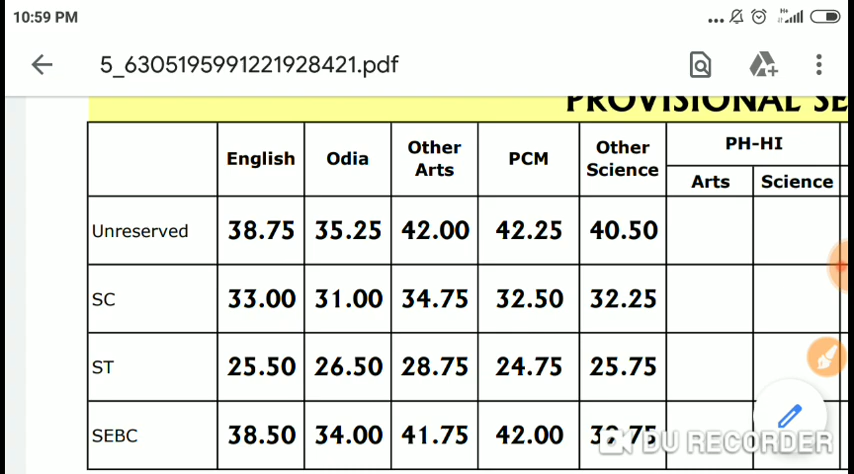 10:59 PM
5_6305195991221928421.pdf
PROVISIONAL SE
English Odia Other Arts PCM Other Science PH-HI
Arts Science
Unreserved 38.75 35.25 42.00 42.25 40.50
SC 33.00 31.00 34.75 32.50 32.25
ST 25.50 26.50 28.75 24.75 25.75
SEBC 38.50 34.00 41.75 42.00
DU RECORDER